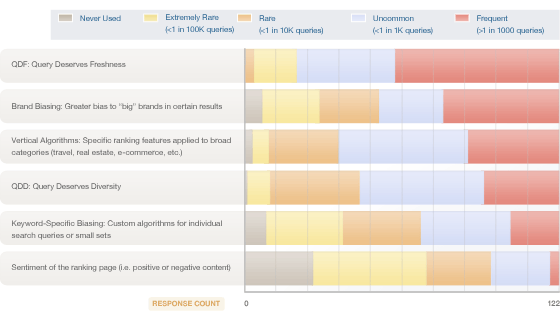 Never Used
Extremely Rare
(<1 in 100K queries)
Rare
(<1 in 10K queries)
Uncommon
(<1 in 1K queries)
Frequent
(>1 in 1000 queries)
QDF: Query Deserves Freshness
Brand Biasing: Greater bias to "big" brands in certain results
Vertical Algorithms: Specific ranking features applied to broad
categories (travel, real estate, e-commerce, etc.)
QDD: Query Deserves Diversity
Keyword-Specific Biasing: Custom algorithms for individual
search queries or small sets
Sentiment of the ranking page (i.e. positive or negative content)
RESPONSE COUNT
0
122